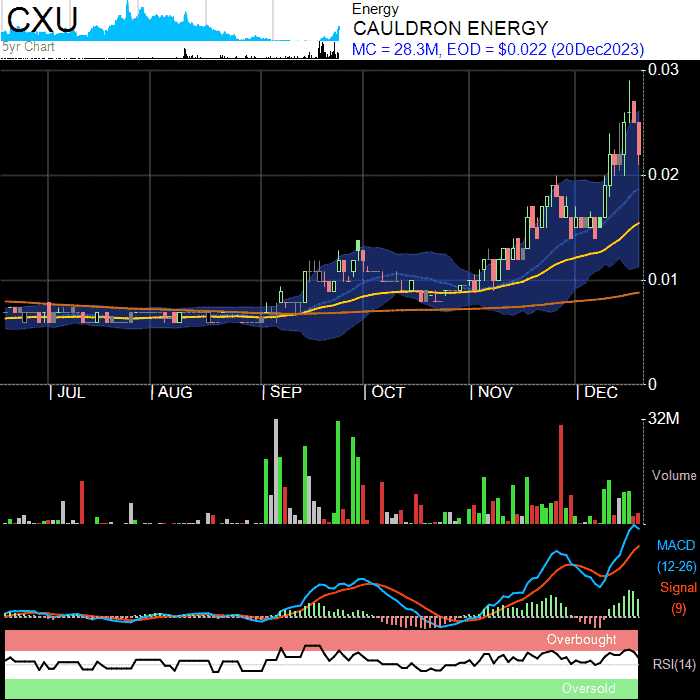 CXU
5yr Chart
Energy
CAULDRON ENERGY
MC = 28.3M, EOD = $0.022 (20Dec2023)
0.03
0.02
0.01
0
| JUL | AUG | SEP | OCT | NOV | DEC
32M
Volume
MACD
(12-26)
Signal
(9)
Overbought
RSI(14)
Oversold